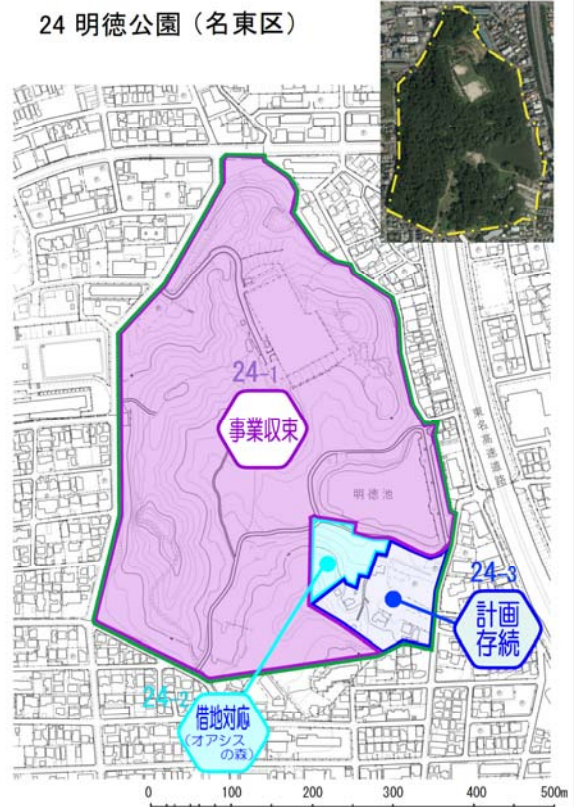 24 明徳公園（名東区）
24-1
事業収束
明徳池
東名高速道路
24-3
計画
存続
24-2
借地対応
(オアシス
の森)
0 100 200 300 400 500m